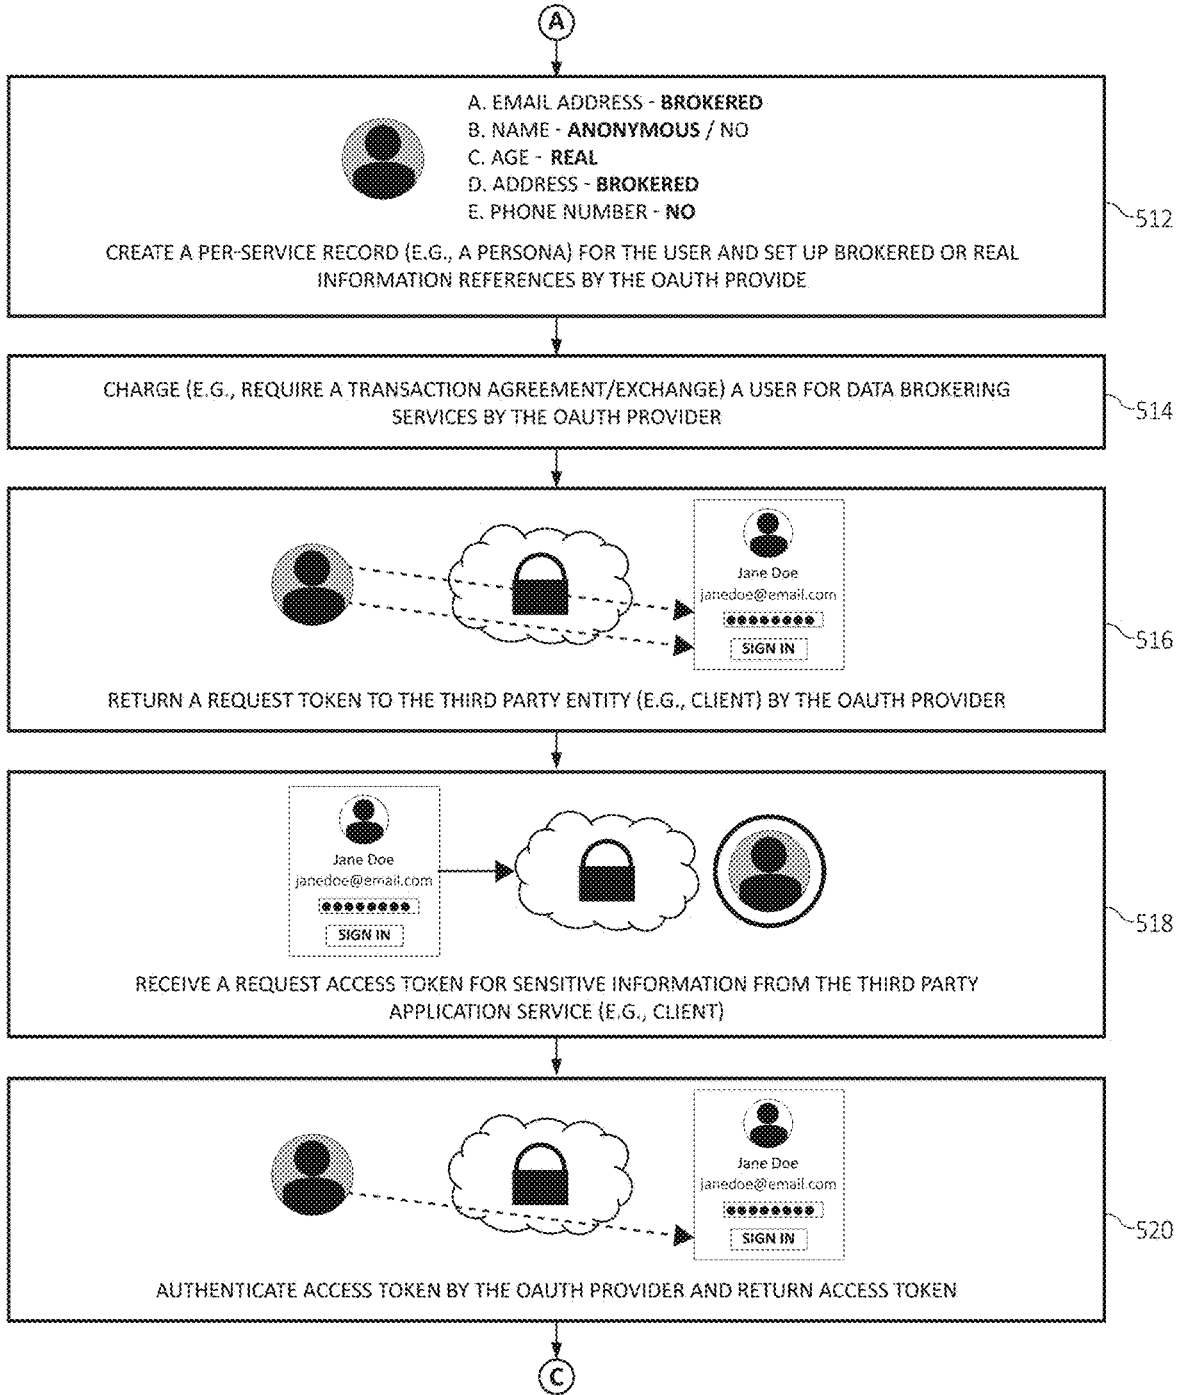 A
A. EMAIL ADDRESS - BROKERED
B. NAME - ANONYMOUS / NO
C. AGE - REAL
D. ADDRESS - BROKERED
E. PHONE NUMBER - NO
CREATE A PER-SERVICE RECORD (E.G., A PERSONA) FOR THE USER AND SET UP BROKERED OR REAL
INFORMATION REFERENCES BY THE OAUTH PROVIDE
512
CHARGE (E.G., REQUIRE A TRANSACTION AGREEMENT/EXCHANGE) A USER FOR DATA BROKERING
SERVICES BY THE OAUTH PROVIDER
514
Jane Doe
janedoe@email.com
SIGN IN
RETURN A REQUEST TOKEN TO THE THIRD PARTY ENTITY (E.G., CLIENT) BY THE OAUTH PROVIDER
516
Jane Doe
janedoe@email.com
SIGN IN
RECEIVE A REQUEST ACCESS TOKEN FOR SENSITIVE INFORMATION FROM THE THIRD PARTY
APPLICATION SERVICE (E.G., CLIENT)
518
Jane Doe
janedoe@email.com
SIGN IN
AUTHENTICATE ACCESS TOKEN BY THE OAUTH PROVIDER AND RETURN ACCESS TOKEN
520
C